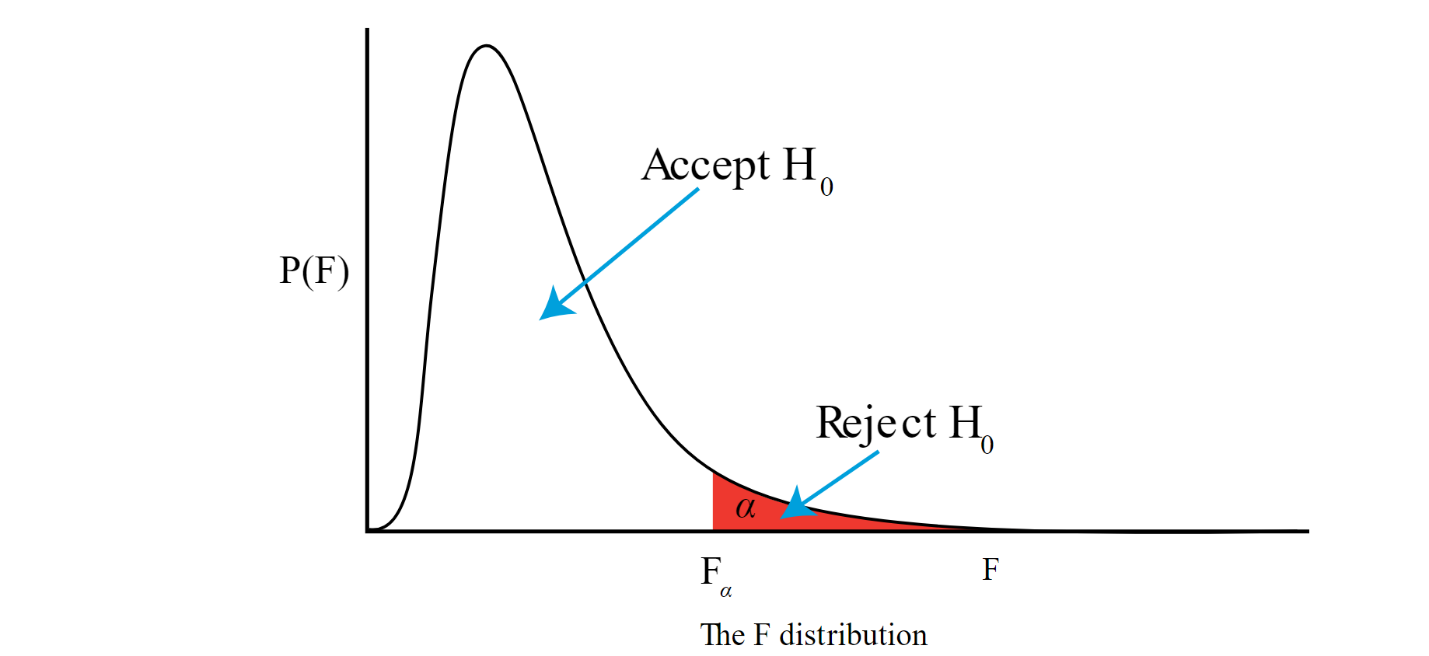 Accept H₀
P(F)
Reject H₀
α
Fα
F
The F distribution